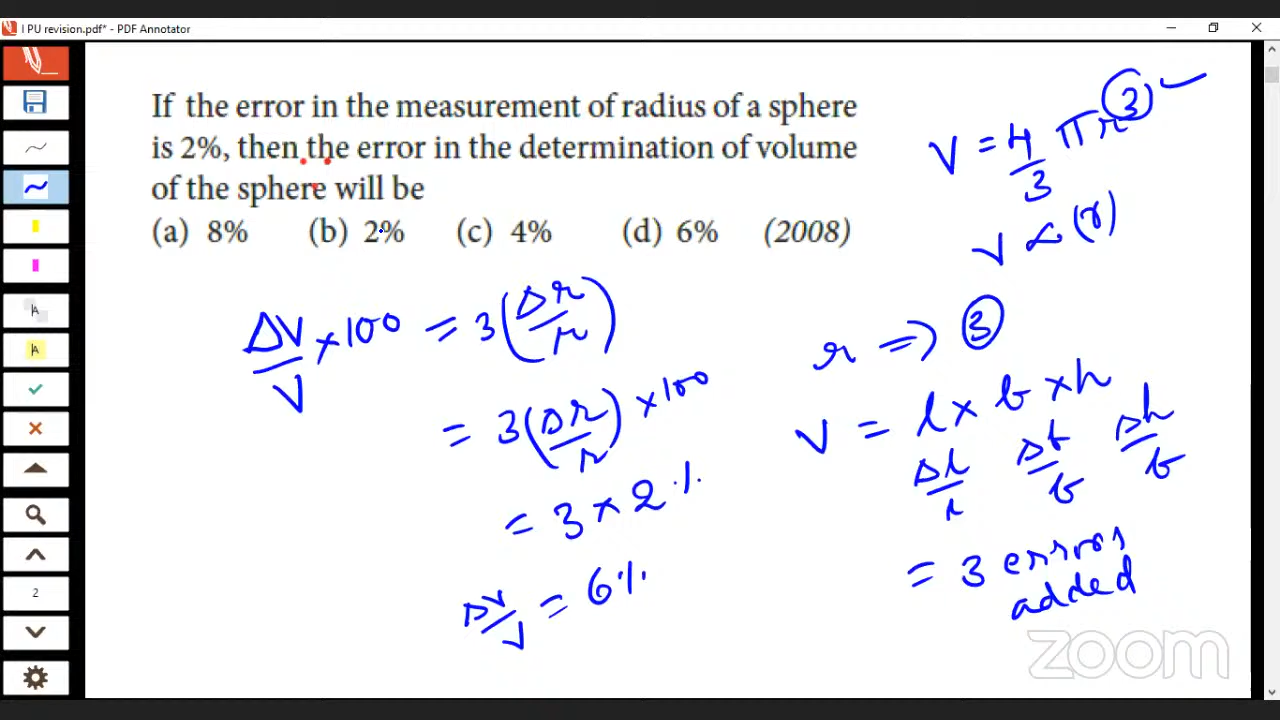 I PU revision.pdf* - PDF Annotator
If the error in the measurement of radius of a sphere
is 2%, then the error in the determination of volume
of the sphere will be
(a) 8% (b) 2% (c) 4% (d) 6% (2008)
V = 4/3 πr³
V ∝ (r)
r ⇒ 3
V = l × b × h
Δl/l Δb/b Δh/b
= 3 errors
added
ΔV/V × 100 = 3(Δr/r)
= 3(Δr/r) × 100
= 3 × 2%
ΔV/V = 6%
2
zoom